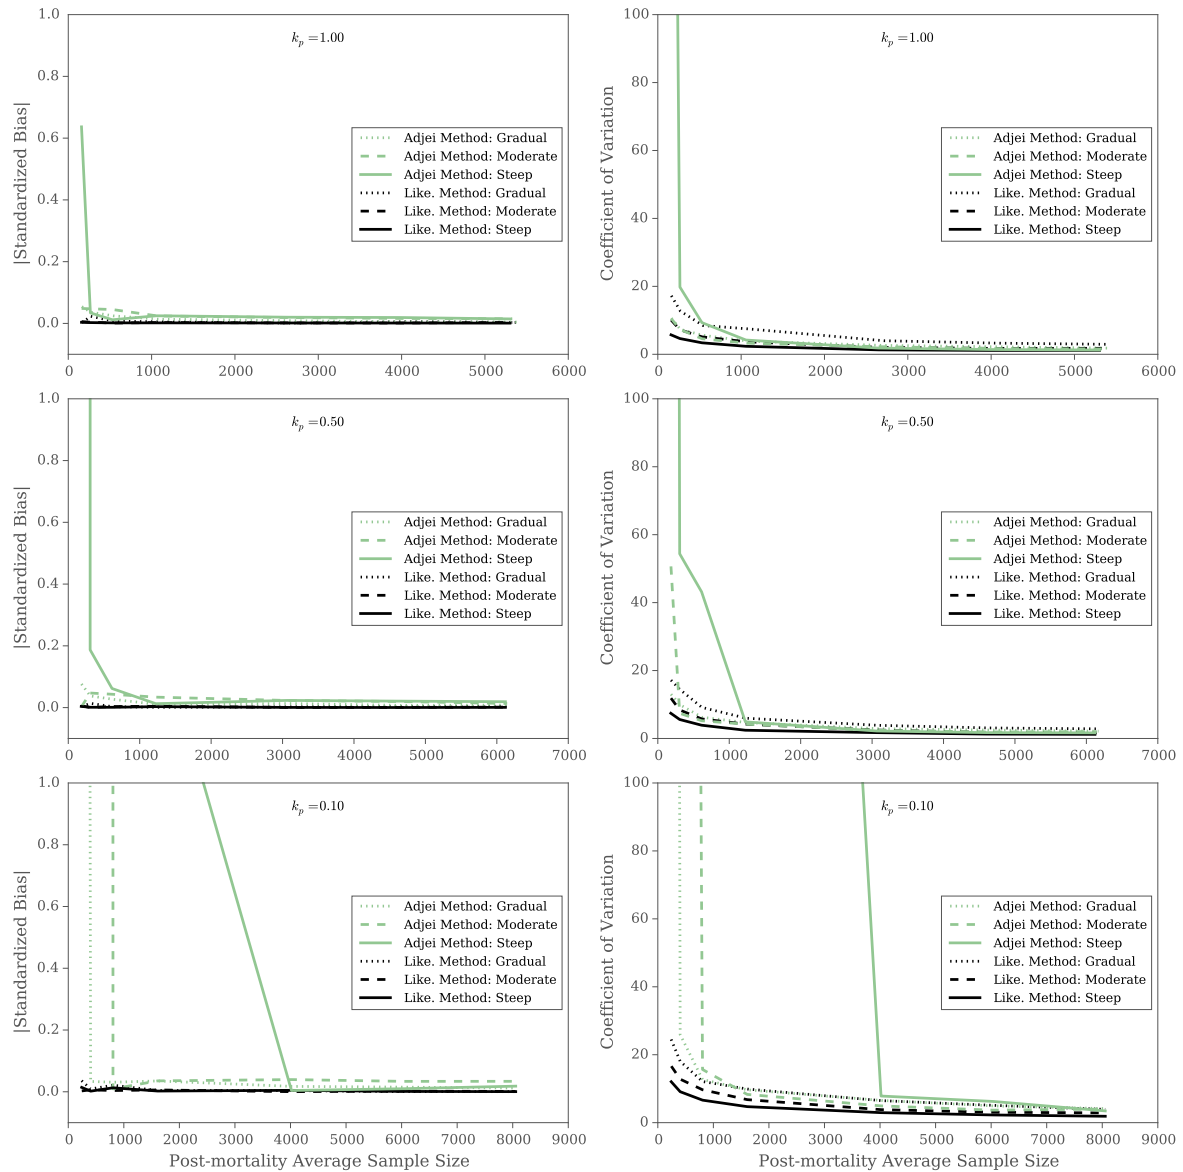 k_p = 1.00
|Standardized Bias|
1.0
0.8
0.6
0.4
0.2
0.0
Adjei Method: Gradual
Adjei Method: Moderate
Adjei Method: Steep
Like. Method: Gradual
Like. Method: Moderate
Like. Method: Steep
0 1000 2000 3000 4000 5000 6000
k_p = 1.00
Coefficient of Variation
100
80
60
40
20
0
Adjei Method: Gradual
Adjei Method: Moderate
Adjei Method: Steep
Like. Method: Gradual
Like. Method: Moderate
Like. Method: Steep
0 1000 2000 3000 4000 5000 6000
k_p = 0.50
|Standardized Bias|
1.0
0.8
0.6
0.4
0.2
0.0
Adjei Method: Gradual
Adjei Method: Moderate
Adjei Method: Steep
Like. Method: Gradual
Like. Method: Moderate
Like. Method: Steep
0 1000 2000 3000 4000 5000 6000 7000
k_p = 0.50
Coefficient of Variation
100
80
60
40
20
0
Adjei Method: Gradual
Adjei Method: Moderate
Adjei Method: Steep
Like. Method: Gradual
Like. Method: Moderate
Like. Method: Steep
0 1000 2000 3000 4000 5000 6000 7000
k_p = 0.10
|Standardized Bias|
1.0
0.8
0.6
0.4
0.2
0.0
Adjei Method: Gradual
Adjei Method: Moderate
Adjei Method: Steep
Like. Method: Gradual
Like. Method: Moderate
Like. Method: Steep
0 1000 2000 3000 4000 5000 6000 7000 8000 9000
Post-mortality Average Sample Size
k_p = 0.10
Coefficient of Variation
100
80
60
40
20
0
Adjei Method: Gradual
Adjei Method: Moderate
Adjei Method: Steep
Like. Method: Gradual
Like. Method: Moderate
Like. Method: Steep
0 1000 2000 3000 4000 5000 6000 7000 8000 9000
Post-mortality Average Sample Size